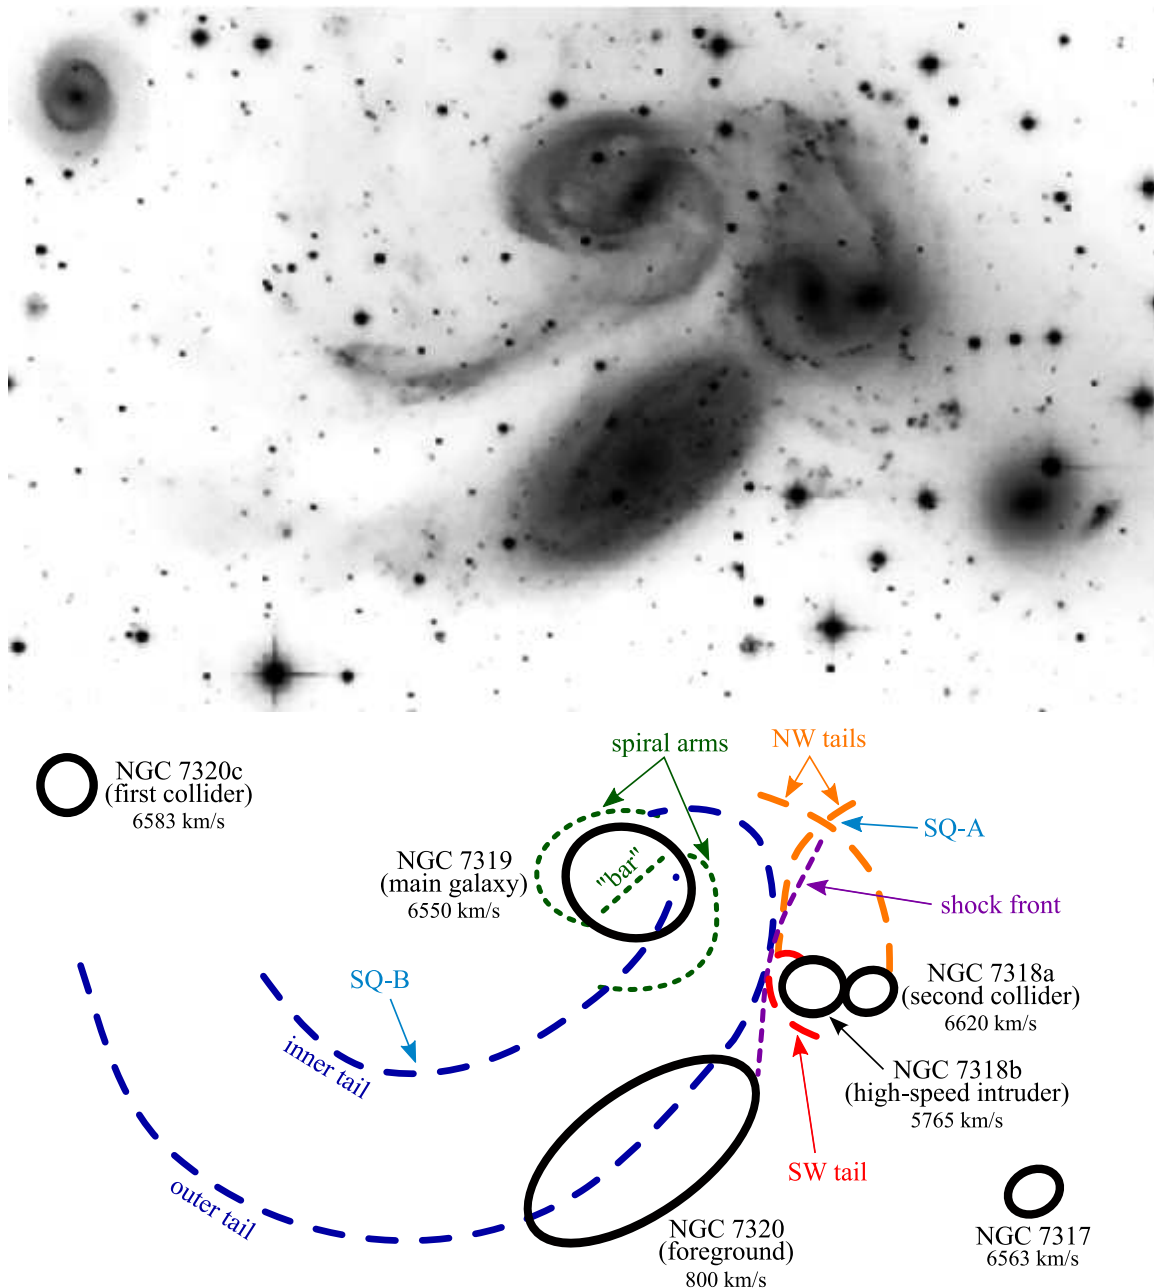 spiral arms
NW tails
NGC 7320c
(first collider)
6583 km/s
SQ-A
NGC 7319
(main galaxy)
6550 km/s
"bar"
shock front
SQ-B
NGC 7318a
(second collider)
6620 km/s
inner tail
NGC 7318b
(high-speed intruder)
5765 km/s
SW tail
outer tail
NGC 7320
(foreground)
800 km/s
NGC 7317
6563 km/s